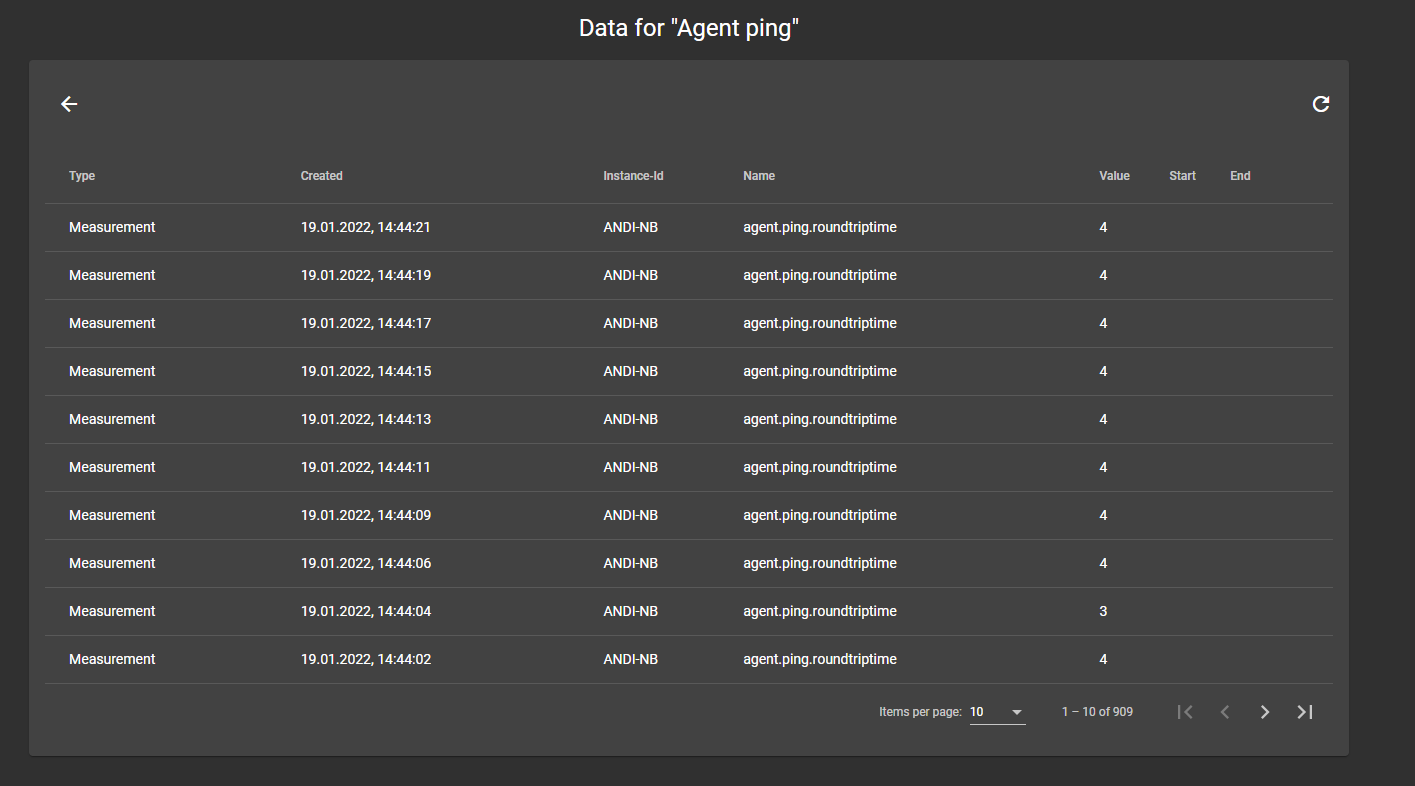 Data for "Agent ping"
Type Created Instance-Id Name Value Start End
Measurement 19.01.2022, 14:44:21 ANDI-NB agent.ping.roundtriptime 4
Measurement 19.01.2022, 14:44:19 ANDI-NB agent.ping.roundtriptime 4
Measurement 19.01.2022, 14:44:17 ANDI-NB agent.ping.roundtriptime 4
Measurement 19.01.2022, 14:44:15 ANDI-NB agent.ping.roundtriptime 4
Measurement 19.01.2022, 14:44:13 ANDI-NB agent.ping.roundtriptime 4
Measurement 19.01.2022, 14:44:11 ANDI-NB agent.ping.roundtriptime 4
Measurement 19.01.2022, 14:44:09 ANDI-NB agent.ping.roundtriptime 4
Measurement 19.01.2022, 14:44:06 ANDI-NB agent.ping.roundtriptime 4
Measurement 19.01.2022, 14:44:04 ANDI-NB agent.ping.roundtriptime 3
Measurement 19.01.2022, 14:44:02 ANDI-NB agent.ping.roundtriptime 4
Items per page: 10 1 – 10 of 909